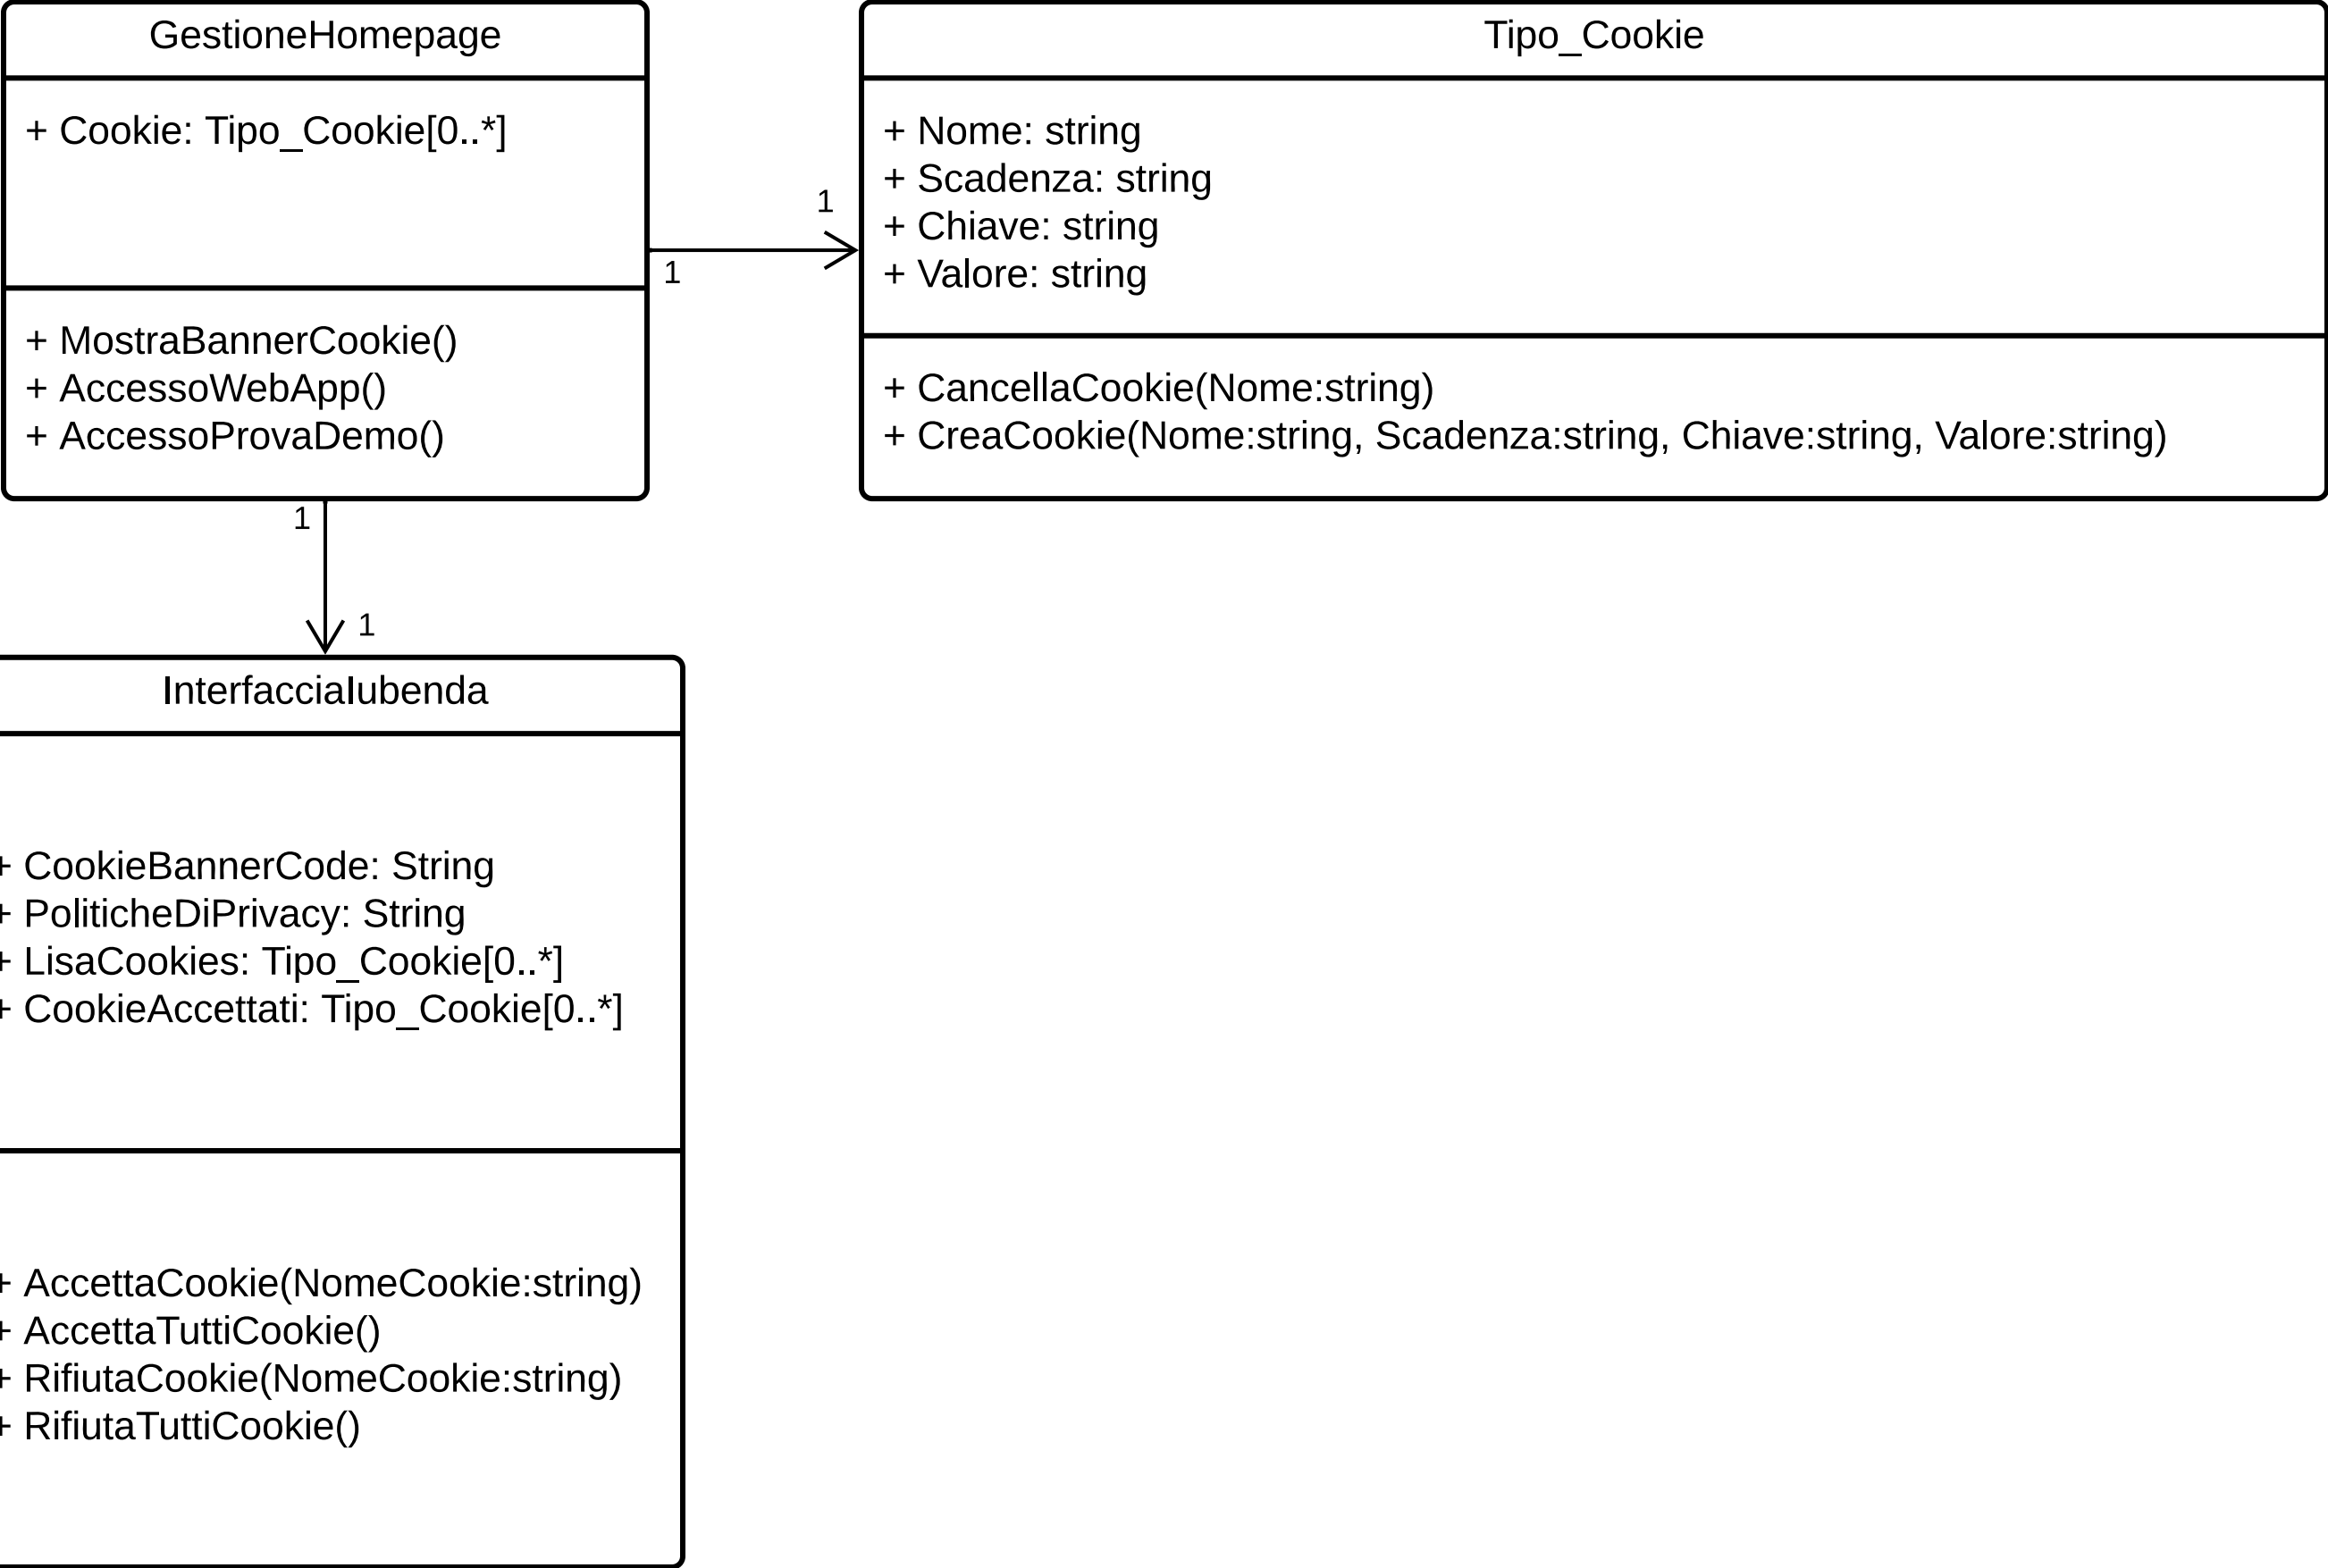 GestioneHomepage
+ Cookie: Tipo_Cookie[0..*]
+ MostraBannerCookie()
+ AccessoWebApp()
+ AccessoProvaDemo()
1
1
Tipo_Cookie
+ Nome: string
+ Scadenza: string
+ Chiave: string
+ Valore: string
+ CancellaCookie(Nome:string)
+ CreaCookie(Nome:string, Scadenza:string, Chiave:string, Valore:string)
1
1
InterfacciaIubenda
+ CookieBannerCode: String
+ PoliticheDiPrivacy: String
+ LisaCookies: Tipo_Cookie[0..*]
+ CookieAccettati: Tipo_Cookie[0..*]
+ AccettaCookie(NomeCookie:string)
+ AccettaTuttiCookie()
+ RifiutaCookie(NomeCookie:string)
+ RifiutaTuttiCookie()